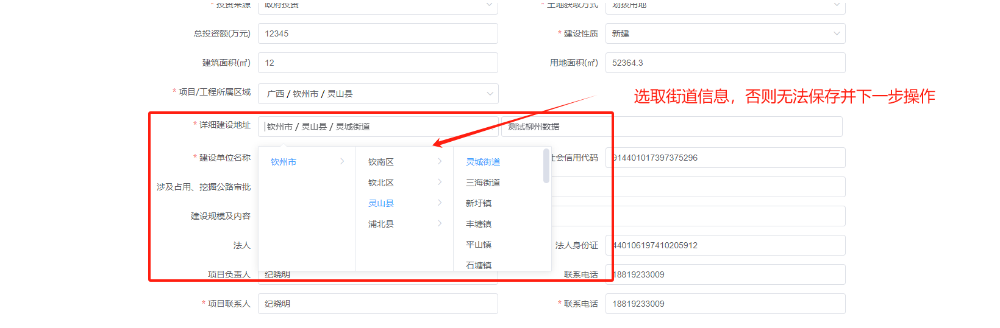 * 投资来源 政府投资 * 土地获取方式 划拨用地
总投资额(万元) 12345 * 建设性质 新建
建筑面积(㎡) 12 用地面积(㎡) 52364.3
* 项目/工程所属区域 广西 / 钦州市 / 灵山县
选取街道信息，否则无法保存并下一步操作
* 详细建设地址 钦州市 / 灵山县 / 灵城街道 测试柳州数据
* 建设单位名称 钦州市 钦南区 灵城街道 社会信用代码 914401017397375296
涉及占用、挖掘公路审批 钦北区 三海街道
灵山县 新圩镇
建设规模及内容 浦北县 丰塘镇
法人 平山镇 法人身份证 440106197410205912
石塘镇
项目负责人 纪晓明 联系电话 18819233009
* 项目联系人 纪晓明 * 联系电话 18819233009